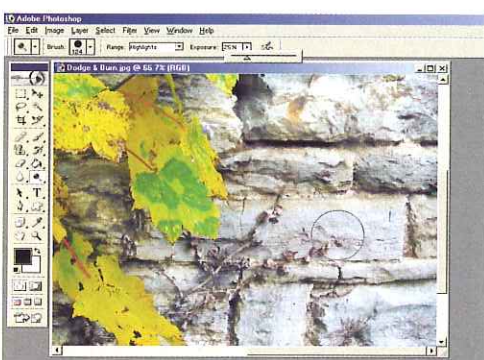 Adobe Photoshop
File Edit Image Layer Select Filter View Window Help
Brush: 124 Range: Highlights Exposure: 25%
Dodge & Burn.jpg @ 66.7% (RGB)
T